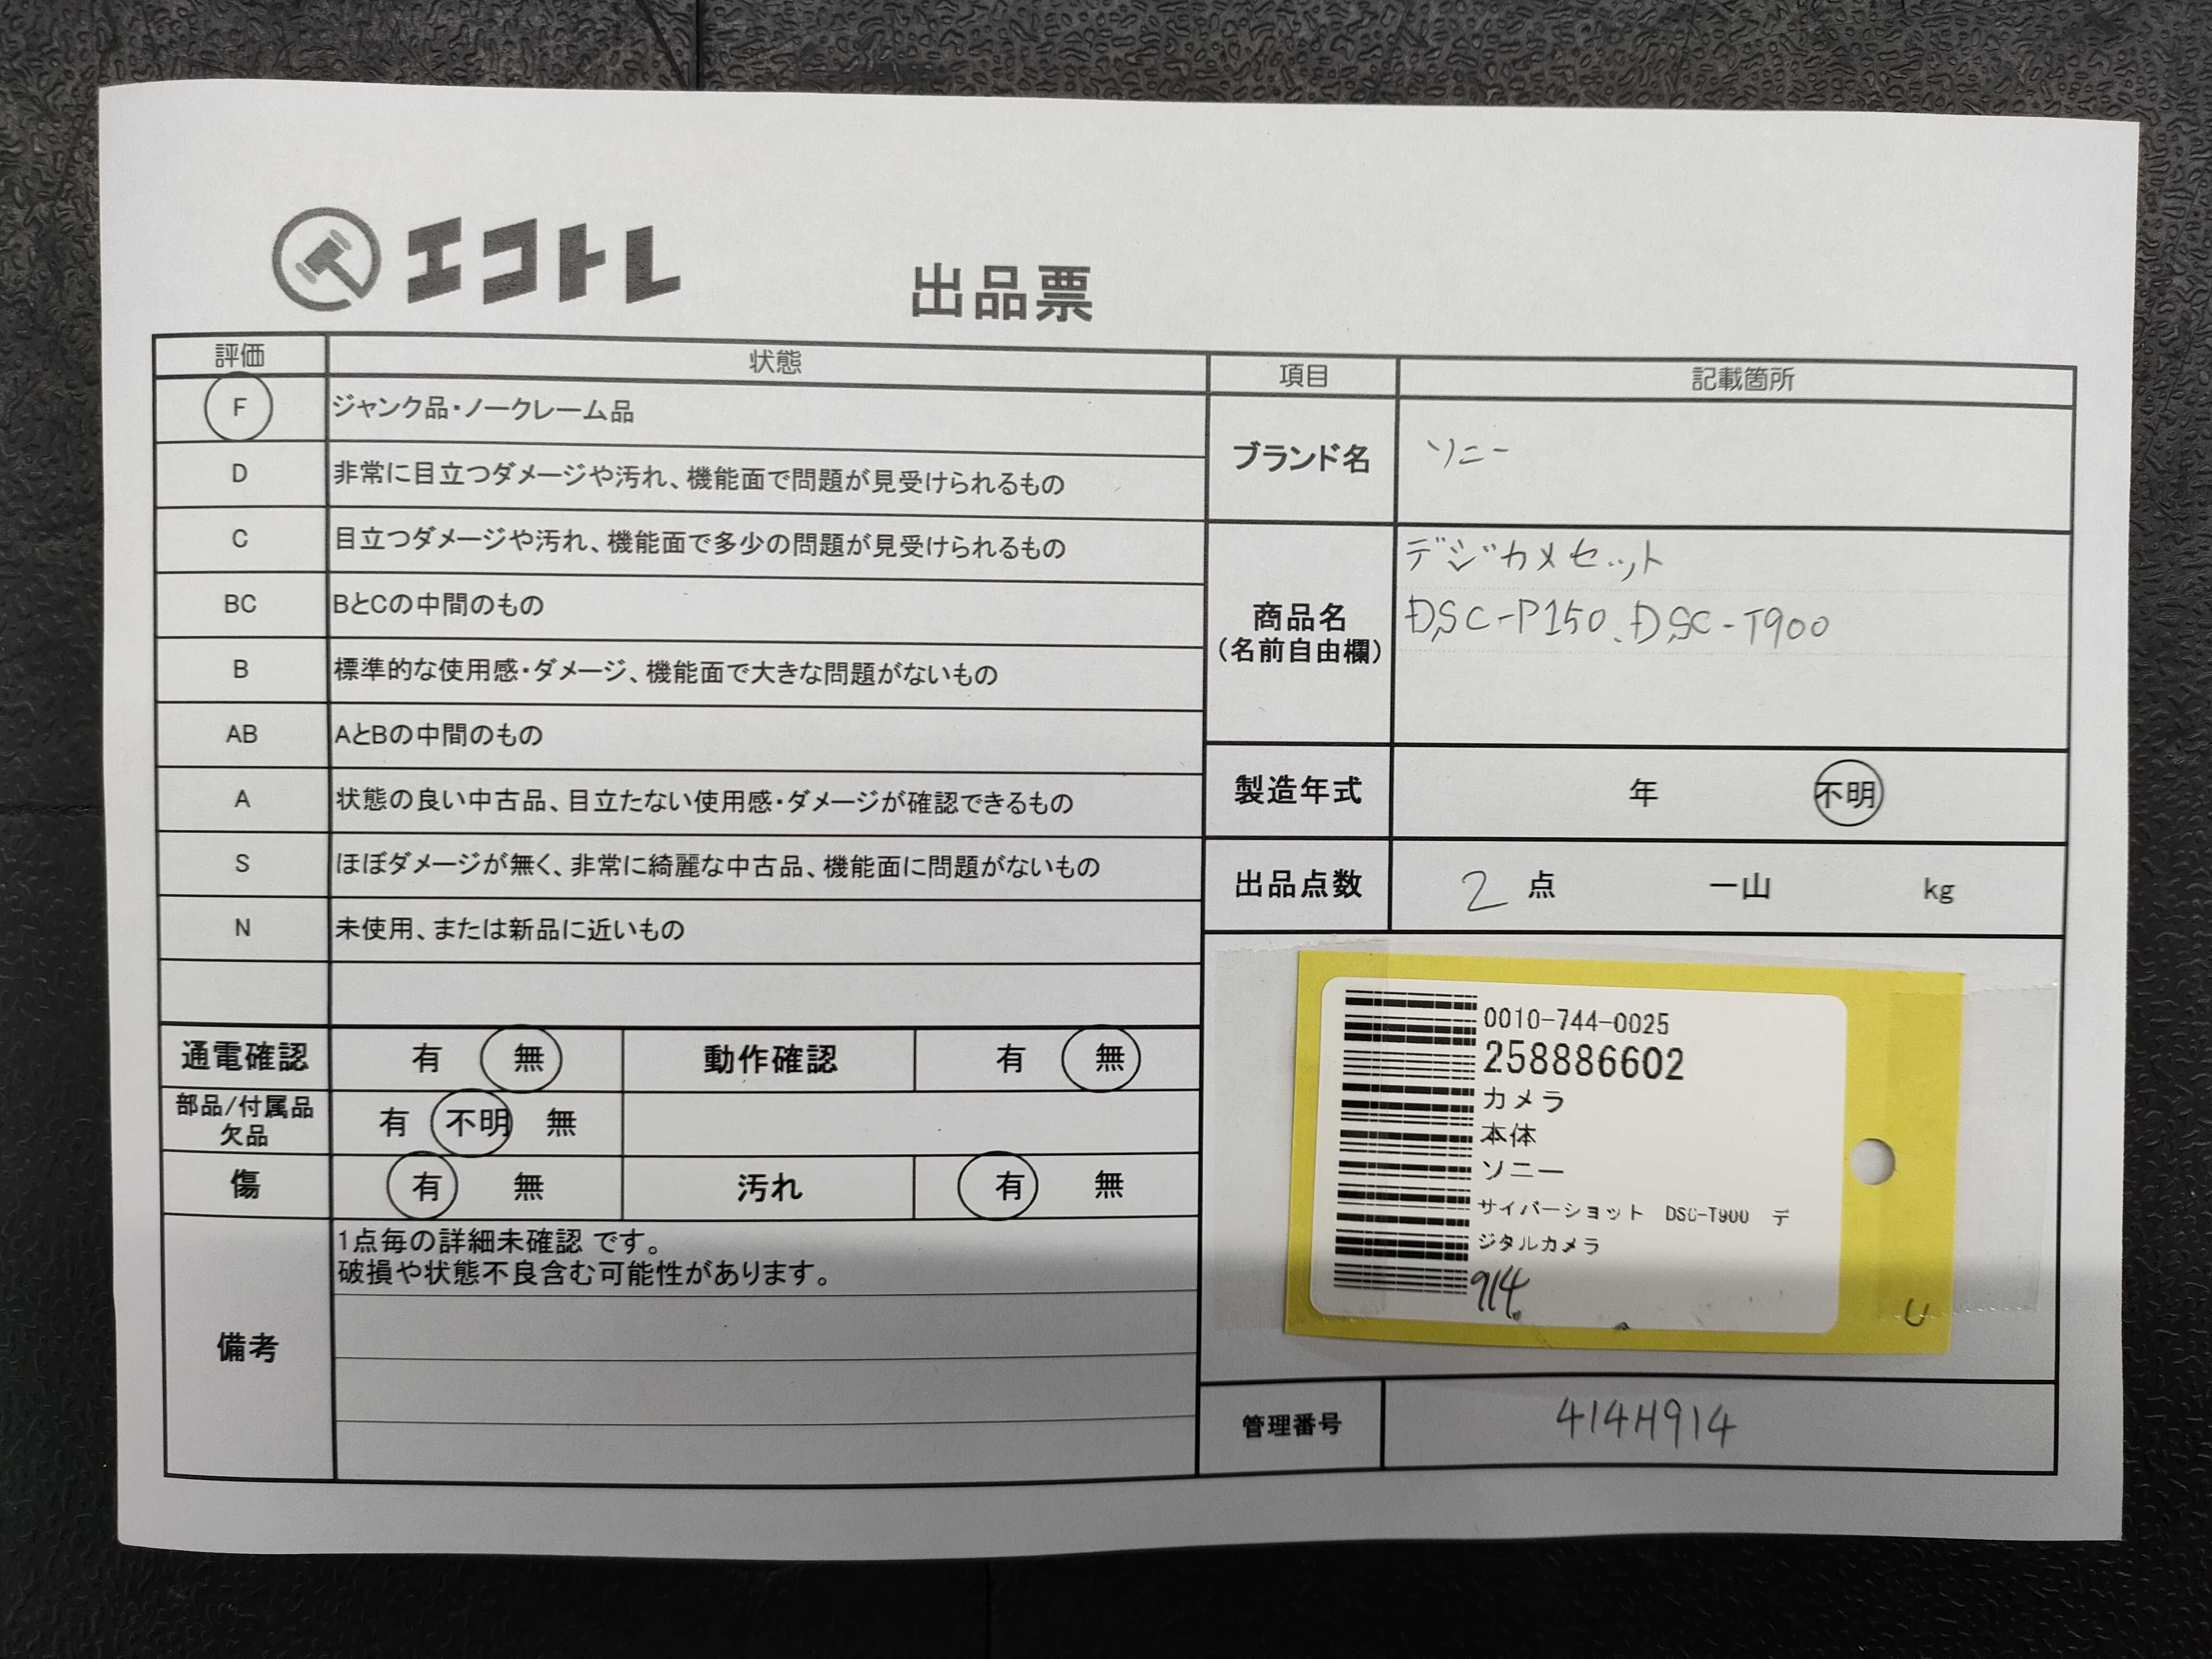 エコトレ
出品票
評価 状態
F ジャンク品・ノークレーム品
D 非常に目立つダメージや汚れ、機能面で問題が見受けられるもの
C 目立つダメージや汚れ、機能面で多少の問題が見受けられるもの
BC BとCの中間のもの
B 標準的な使用感・ダメージ、機能面で大きな問題がないもの
AB AとBの中間のもの
A 状態の良い中古品、目立たない使用感・ダメージが確認できるもの
S ほぼダメージが無く、非常に綺麗な中古品、機能面に問題がないもの
N 未使用、または新品に近いもの
通電確認 有 無 動作確認 有 無
部品/付属品
欠品 有 不明 無
傷 有 無 汚れ 有 無
備考
1点毎の詳細未確認 です。
破損や状態不良含む可能性があります。
項目 記載箇所
ブランド名 ソニー
商品名
(名前自由欄)
デジカメセット
DSC-P150、DSC-T900
製造年式 年 不明
出品点数 2 点 一山 kg
0010-744-0025
258886602
カメラ
本体
ソニー
サイバーショット DSC-T900 デ
ジタルカメラ
914
U
管理番号 414H914